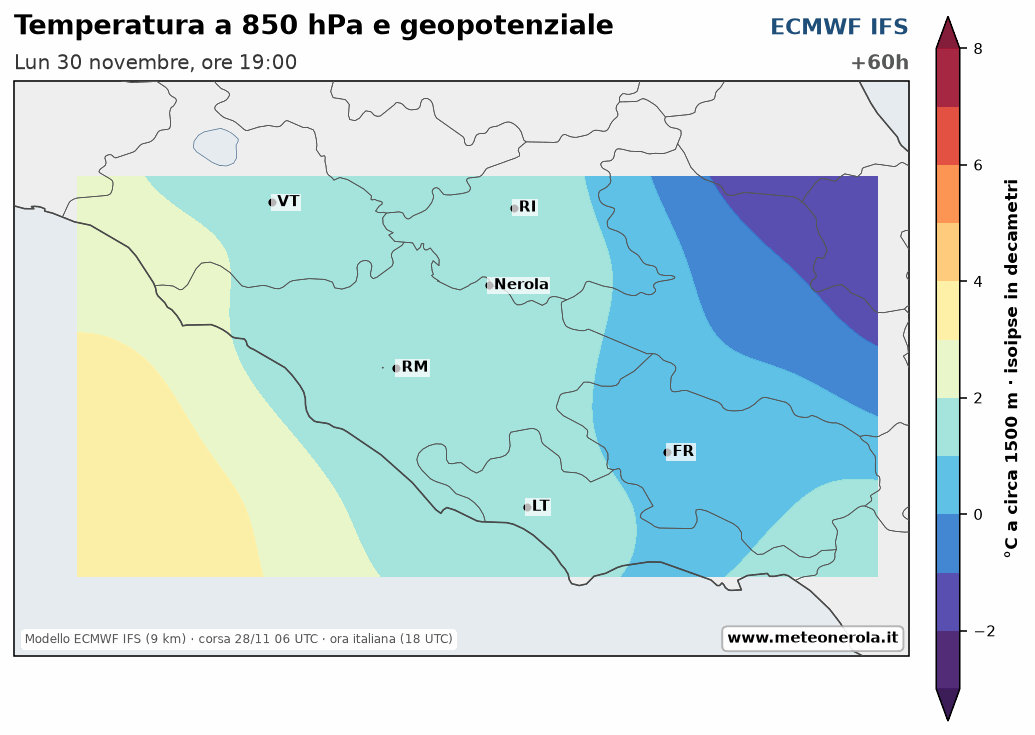 Temperatura a 850 hPa e geopotenziale
ECMWF IFS
Lun 30 novembre, ore 19:00
+60h
VT
RI
Nerola
RM
FR
LT
8
6
4
2
0
−2
°C a circa 1500 m · isoipse in decametri
Modello ECMWF IFS (9 km) · corsa 28/11 06 UTC · ora italiana (18 UTC)
www.meteonerola.it